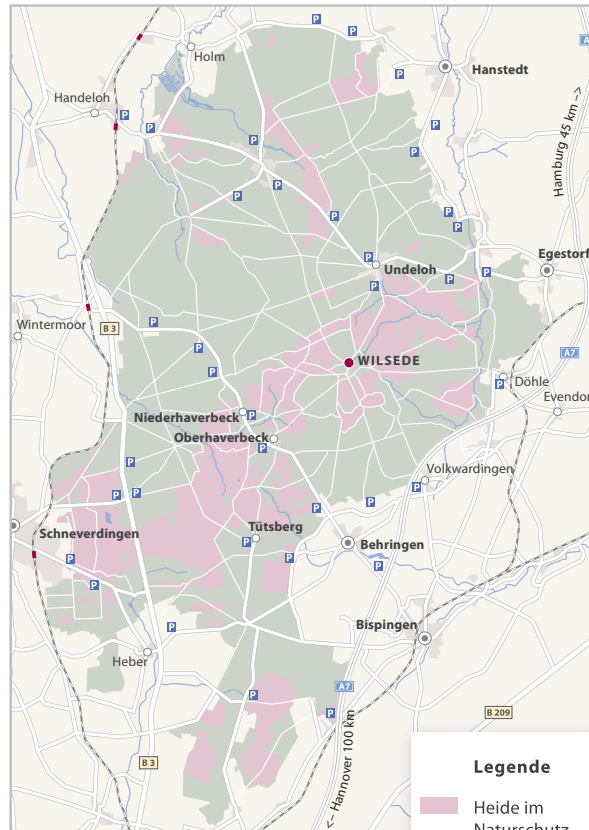 P
P
Holm
Hanstedt
P
A
Handeloh
P
P
P
P
P
P
P
Hamburg 45 km –>
P
P
P
P
Undeloh
Egestorf
P
P
P
P
Wintermoor
B 3
P
P
WILSEDE
A7
P
P
Döhle
Evendor
Niederhaverbeck
P
Oberhaverbeck
P
P
Volkwardingen
P
P
P
P
P
Schneverdingen
Tütsberg
P
Behringen
P
P
P
P
P
Bispingen
Heber
P
A7
P
B 209
<– Hannover 100 km
B 3
Legende
Heide im
Naturschutz